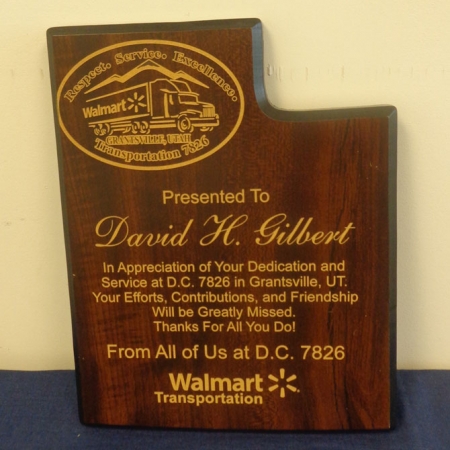 Respect. Service. Excellence.
Walmart
GRANTSVILLE, UTAH
Transportation 7826
Presented To
David H. Gilbert
In Appreciation of Your Dedication and
Service at D.C. 7826 in Grantsville, UT.
Your Efforts, Contributions, and Friendship
Will be Greatly Missed.
Thanks For All You Do!
From All of Us at D.C. 7826
Walmart
Transportation